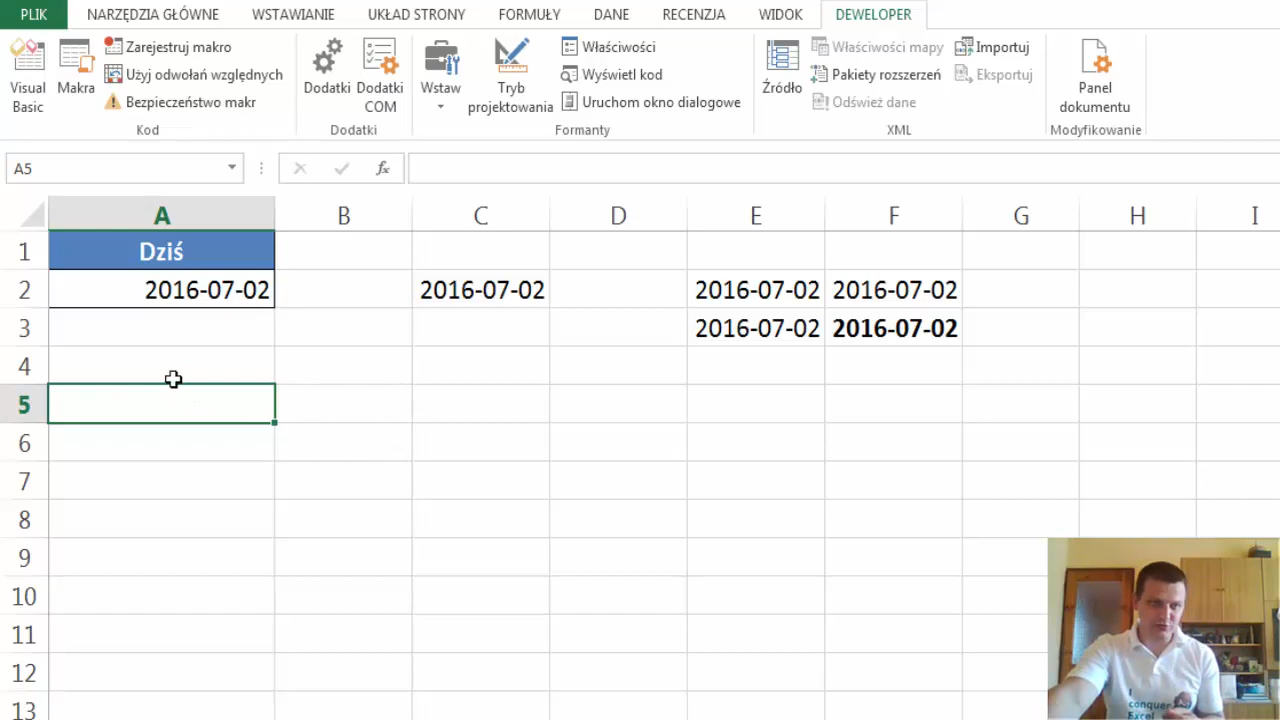 PLIK NARZĘDZIA GŁÓWNE WSTAWIANIE UKŁAD STRONY FORMUŁY DANE RECENZJA WIDOK DEWELOPER
Visual Basic
Makra
Zarejestruj makro
Użyj odwołań względnych
Bezpieczeństwo makr
Kod
Dodatki
Dodatki COM
Dodatki
Wstaw
Tryb projektowania
Właściwości
Wyświetl kod
Uruchom okno dialogowe
Formanty
Źródło
Właściwości mapy
Pakiety rozszerzeń
Odśwież dane
Importuj
Eksportuj
XML
Panel dokumentu
Modyfikowanie
A5 fx
A B C D E F G H I
1 Dziś
2 2016-07-02 2016-07-02 2016-07-02 2016-07-02
3 2016-07-02 2016-07-02
4
5
6
7
8
9
10
11
12
13
I
conquer
Excel